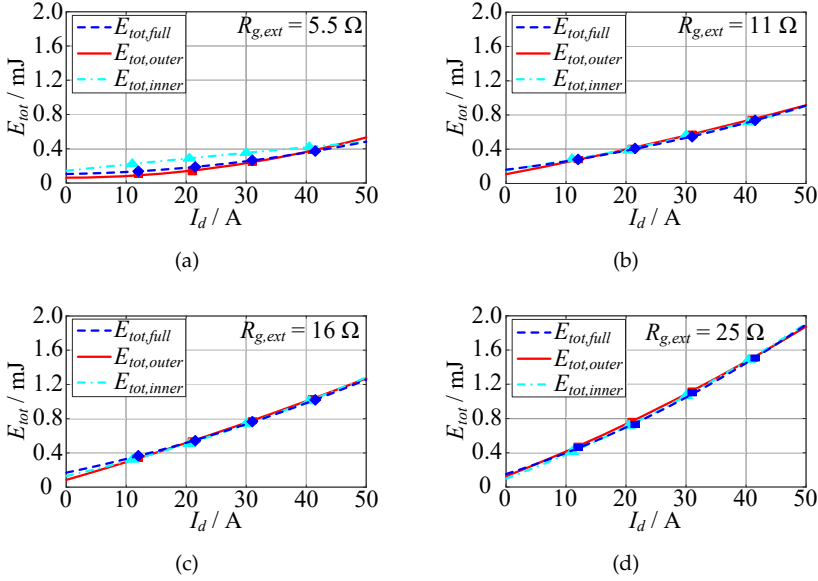 2.0
1.6
1.2
0.8
0.4
0
E_tot / mJ
E_tot,full
E_tot,outer
E_tot,inner
R_g,ext = 5.5 Ω
0 10 20 30 40 50
I_d / A
(a)
2.0
1.6
1.2
0.8
0.4
0
E_tot / mJ
E_tot,full
E_tot,outer
E_tot,inner
R_g,ext = 11 Ω
0 10 20 30 40 50
I_d / A
(b)
2.0
1.6
1.2
0.8
0.4
0
E_tot / mJ
E_tot,full
E_tot,outer
E_tot,inner
R_g,ext = 16 Ω
0 10 20 30 40 50
I_d / A
(c)
2.0
1.6
1.2
0.8
0.4
0
E_tot / mJ
E_tot,full
E_tot,outer
E_tot,inner
R_g,ext = 25 Ω
0 10 20 30 40 50
I_d / A
(d)